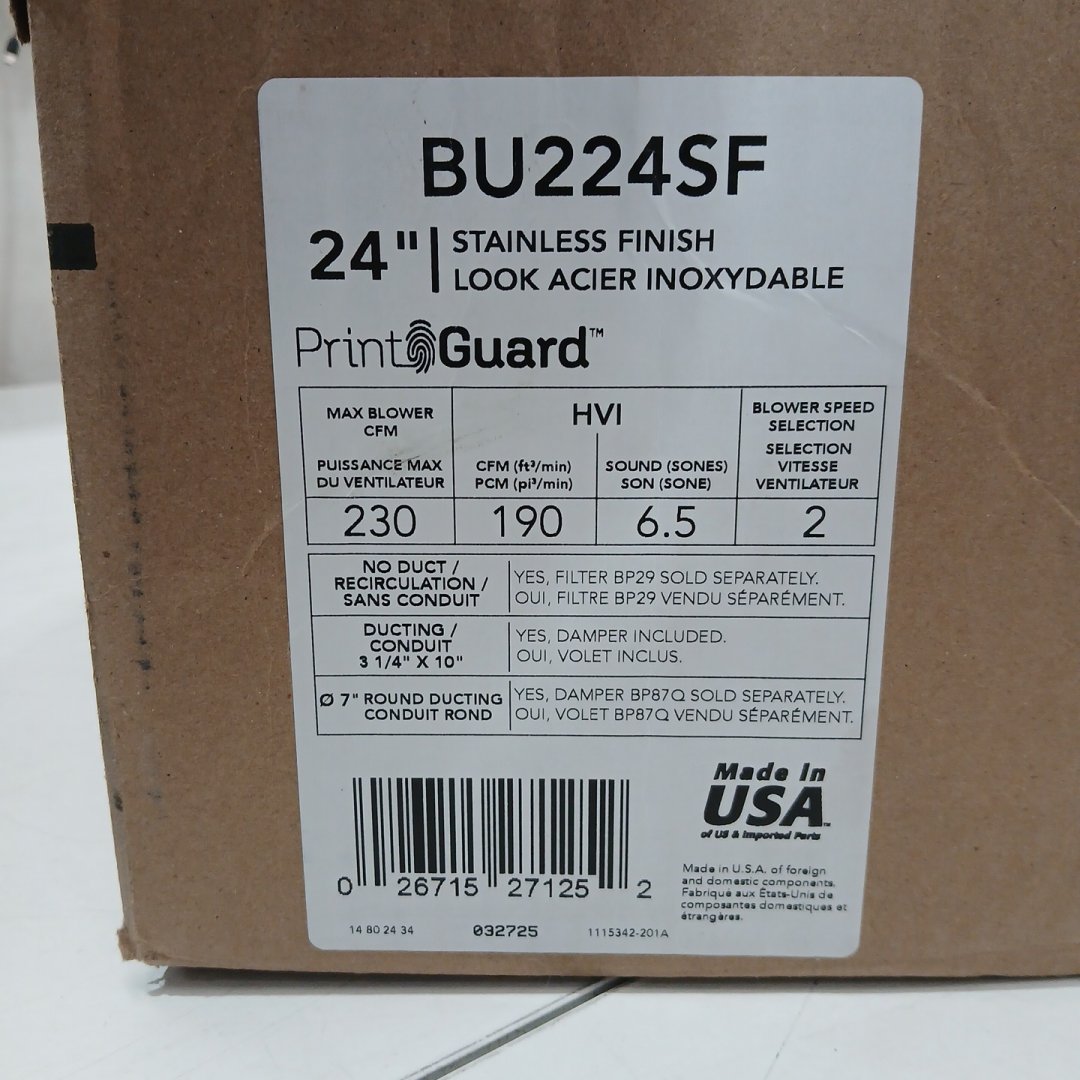 BU224SF
24" | STAINLESS FINISH
LOOK ACIER INOXYDABLE
Print Guard™
MAX BLOWER
CFM
PUISSANCE MAX
DU VENTILATEUR
HVI
CFM (ft³/min)
PCM (pi³/min)
SOUND (SONES)
SON (SONE)
BLOWER SPEED
SELECTION
SELECTION
VITESSE
VENTILATEUR
230 190 6.5 2
NO DUCT /
RECIRCULATION /
SANS CONDUIT
YES, FILTER BP29 SOLD SEPARATELY.
OUI, FILTRE BP29 VENDU SÉPARÉMENT.
DUCTING /
CONDUIT
3 1/4" X 10"
YES, DAMPER INCLUDED.
OUI, VOLET INCLUS.
Ø 7" ROUND DUCTING
CONDUIT ROND
YES, DAMPER BP87Q SOLD SEPARATELY.
OUI, VOLET BP87Q VENDU SÉPARÉMENT.
Made In
USA™
of US & Imported Parts
Made in U.S.A. of foreign
and domestic components.
Fabriqué aux États-Unis de
composantes domestiques et
étrangères.
0 26715 27125 2
14 80 24 34 032725 1115342-201A